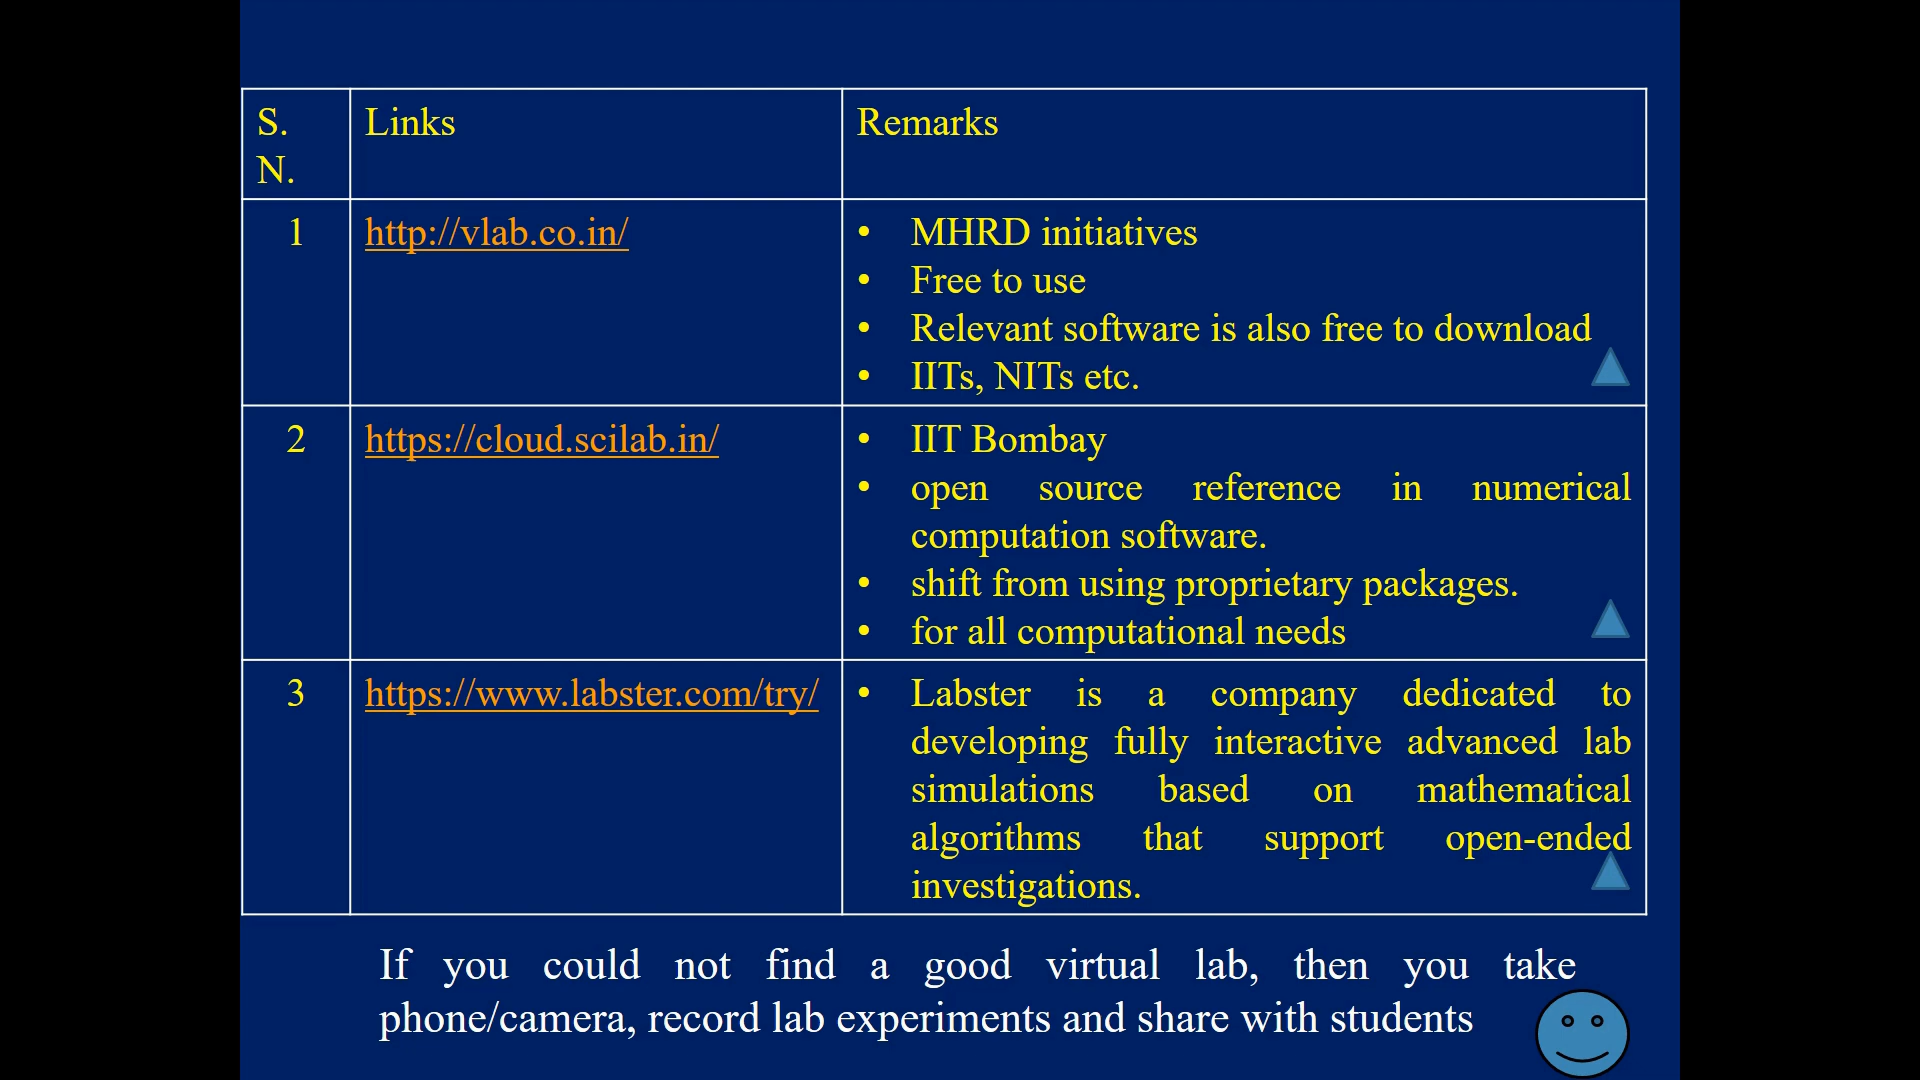 S.
N.
Links
Remarks
1
http://vlab.co.in/
• MHRD initiatives
• Free to use
• Relevant software is also free to download
• IITs, NITs etc.
2
https://cloud.scilab.in/
• IIT Bombay
• open source reference in numerical
computation software.
• shift from using proprietary packages.
• for all computational needs
3
https://www.labster.com/try/
• Labster is a company dedicated to
developing fully interactive advanced lab
simulations based on mathematical
algorithms that support open-ended
investigations.
If you could not find a good virtual lab, then you take
phone/camera, record lab experiments and share with students